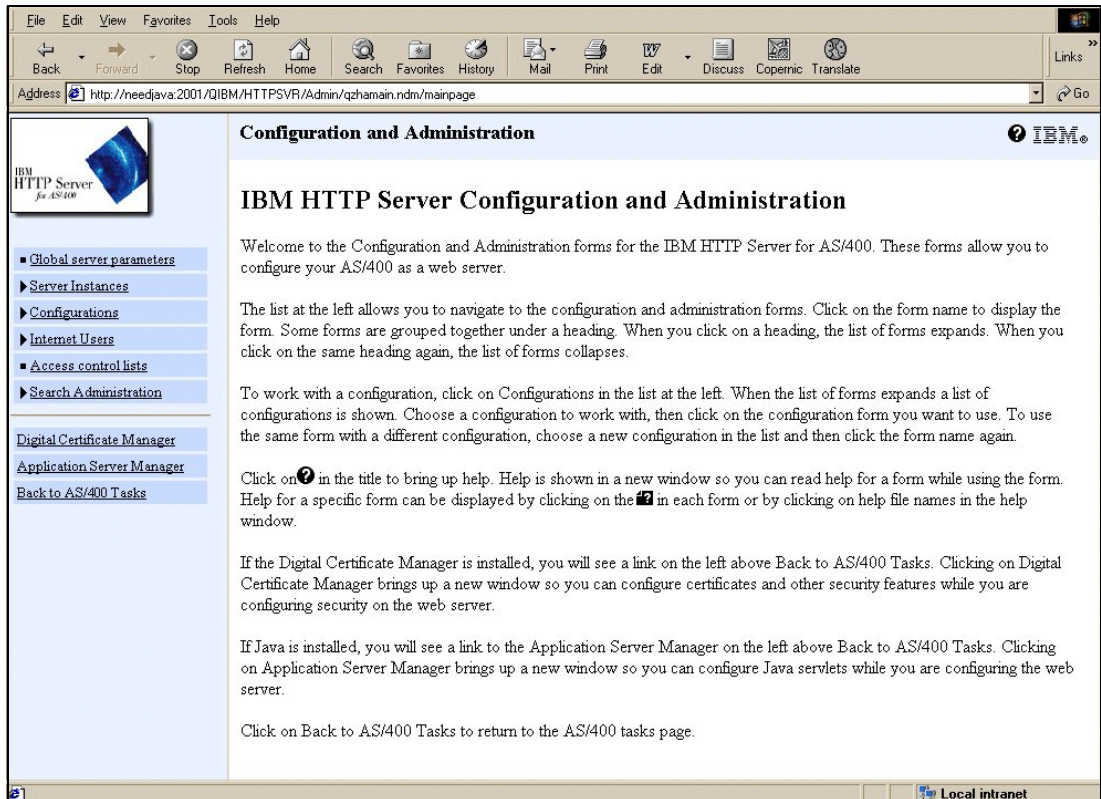 File Edit View Favorites Tools Help
Back Forward Stop Refresh Home Search Favorites History Mail Print Edit Discuss Copernic Translate
Links »
Address http://needjava:2001/QIBM/HTTPSVR/Admin/qzhamain.ndm/mainpage Go
IBM
HTTP Server
for AS/400
Global server parameters
Server Instances
Configurations
Internet Users
Access control lists
Search Administration
Digital Certificate Manager
Application Server Manager
Back to AS/400 Tasks
Configuration and Administration
? IBM®
IBM HTTP Server Configuration and Administration
Welcome to the Configuration and Administration forms for the IBM HTTP Server for AS/400. These forms allow you to
configure your AS/400 as a web server.
The list at the left allows you to navigate to the configuration and administration forms. Click on the form name to display the
form. Some forms are grouped together under a heading. When you click on a heading, the list of forms expands. When you
click on the same heading again, the list of forms collapses.
To work with a configuration, click on Configurations in the list at the left. When the list of forms expands a list of
configurations is shown. Choose a configuration to work with, then click on the configuration form you want to use. To use
the same form with a different configuration, choose a new configuration in the list and then click the form name again.
Click on ? in the title to bring up help. Help is shown in a new window so you can read help for a form while using the form.
Help for a specific form can be displayed by clicking on the ? in each form or by clicking on help file names in the help
window.
If the Digital Certificate Manager is installed, you will see a link on the left above Back to AS/400 Tasks. Clicking on Digital
Certificate Manager brings up a new window so you can configure certificates and other security features while you are
configuring security on the web server.
If Java is installed, you will see a link to the Application Server Manager on the left above Back to AS/400 Tasks. Clicking
on Application Server Manager brings up a new window so you can configure Java servlets while you are configuring the web
server.
Click on Back to AS/400 Tasks to return to the AS/400 tasks page.
Local intranet